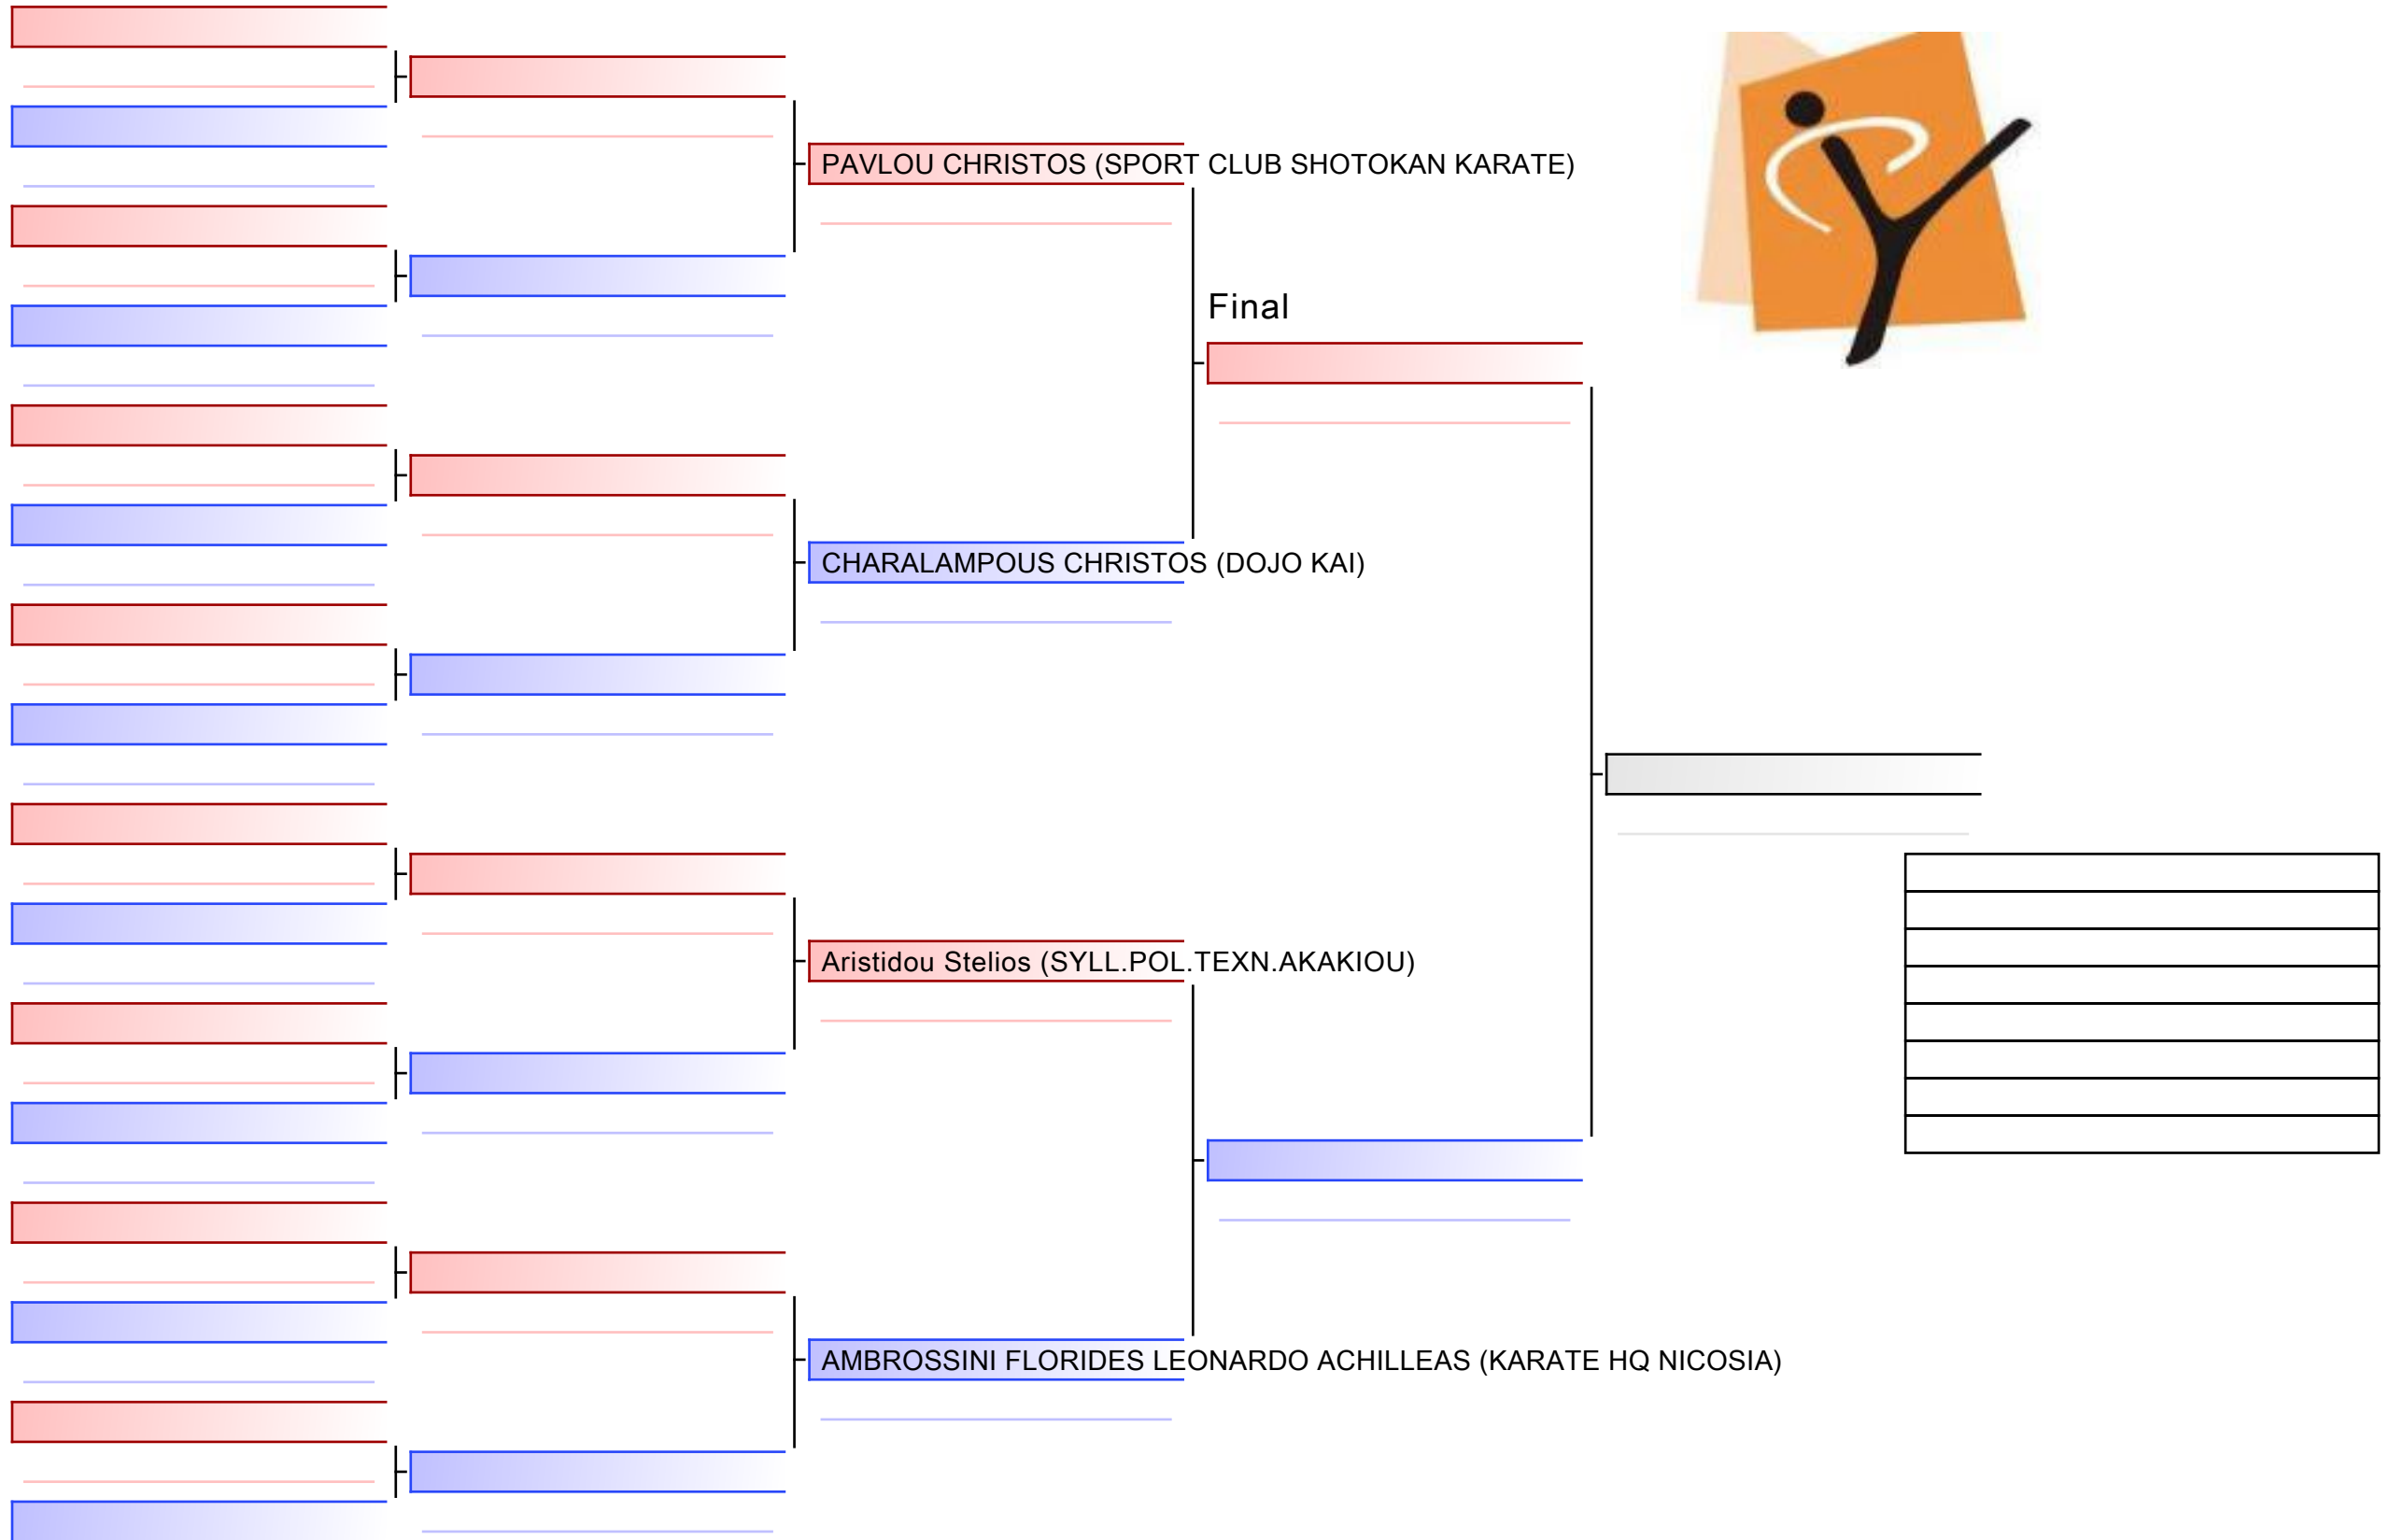 PAVLOU CHRISTOS (SPORT CLUB SHOTOKAN KARATE)
Final
CHARALAMPOUS CHRISTOS (DOJO KAI)
Aristidou Stelios (SYLL.POL.TEXN.AKAKIOU)
AMBROSSINI FLORIDES LEONARDO ACHILLEAS (KARATE HQ NICOSIA)